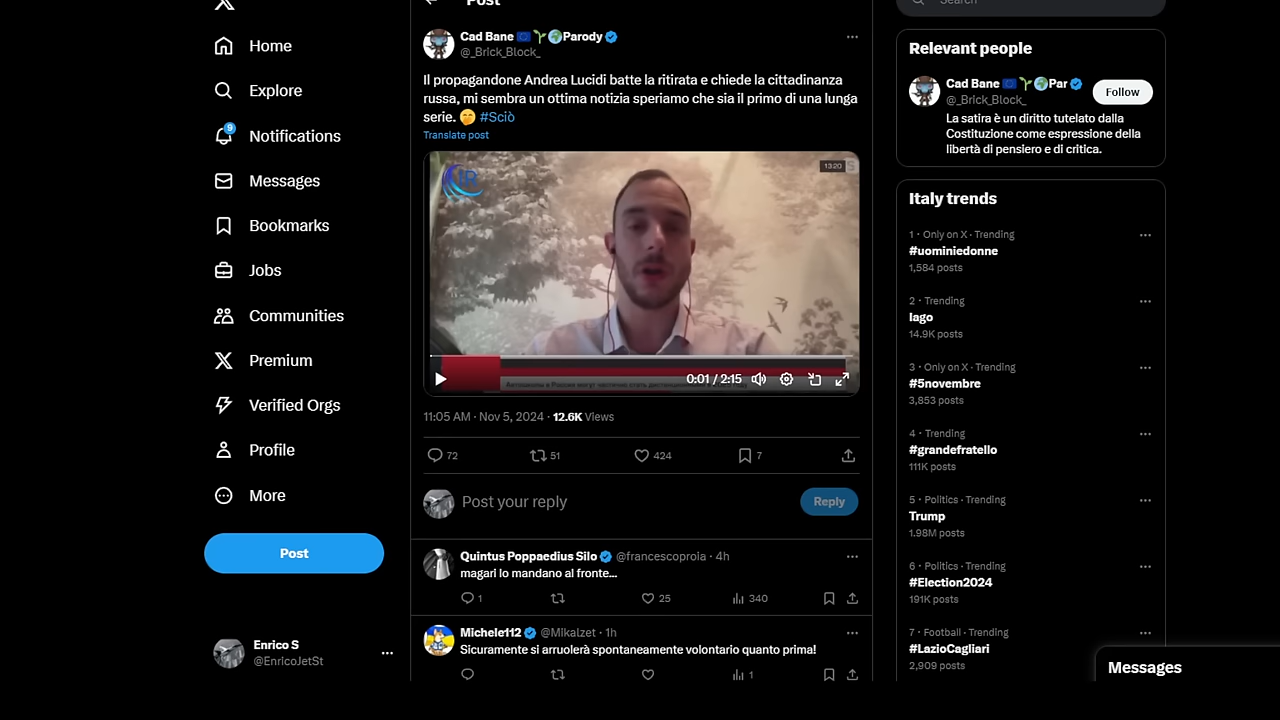 Post
Search
Home
Explore
9
Notifications
Messages
Bookmarks
Jobs
Communities
Premium
Verified Orgs
Profile
More
Post
Enrico S
@EnricoJetSt
Cad Bane 🇪🇺🌱🌍Parody
@_Brick_Block_
Il propagandone Andrea Lucidi batte la ritirata e chiede la cittadinanza
russa, mi sembra un ottima notizia speriamo che sia il primo di una lunga
serie. 🤭 #Sciò
Translate post
IR
13:20
0:01 / 2:15
11:05 AM · Nov 5, 2024 · 12.6K Views
72
51
424
7
Post your reply
Reply
Quintus Poppaedius Silo @francescoprola · 4h
magari lo mandano al fronte...
1
25
340
Michele112 @Mikalzet · 1h
Sicuramente si arruolerà spontaneamente volontario quanto prima!
1
Relevant people
Cad Bane 🇪🇺🌱🌍Par
@_Brick_Block_
Follow
La satira è un diritto tutelato dalla
Costituzione come espressione della
libertà di pensiero e di critica.
Italy trends
1 · Only on X · Trending
#uominiedonne
1,584 posts
2 · Trending
Iago
14.9K posts
3 · Only on X · Trending
#5novembre
3,853 posts
4 · Trending
#grandefratello
111K posts
5 · Politics · Trending
Trump
1.98M posts
6 · Politics · Trending
#Election2024
191K posts
7 · Football · Trending
#LazioCagliari
2,909 posts
Messages